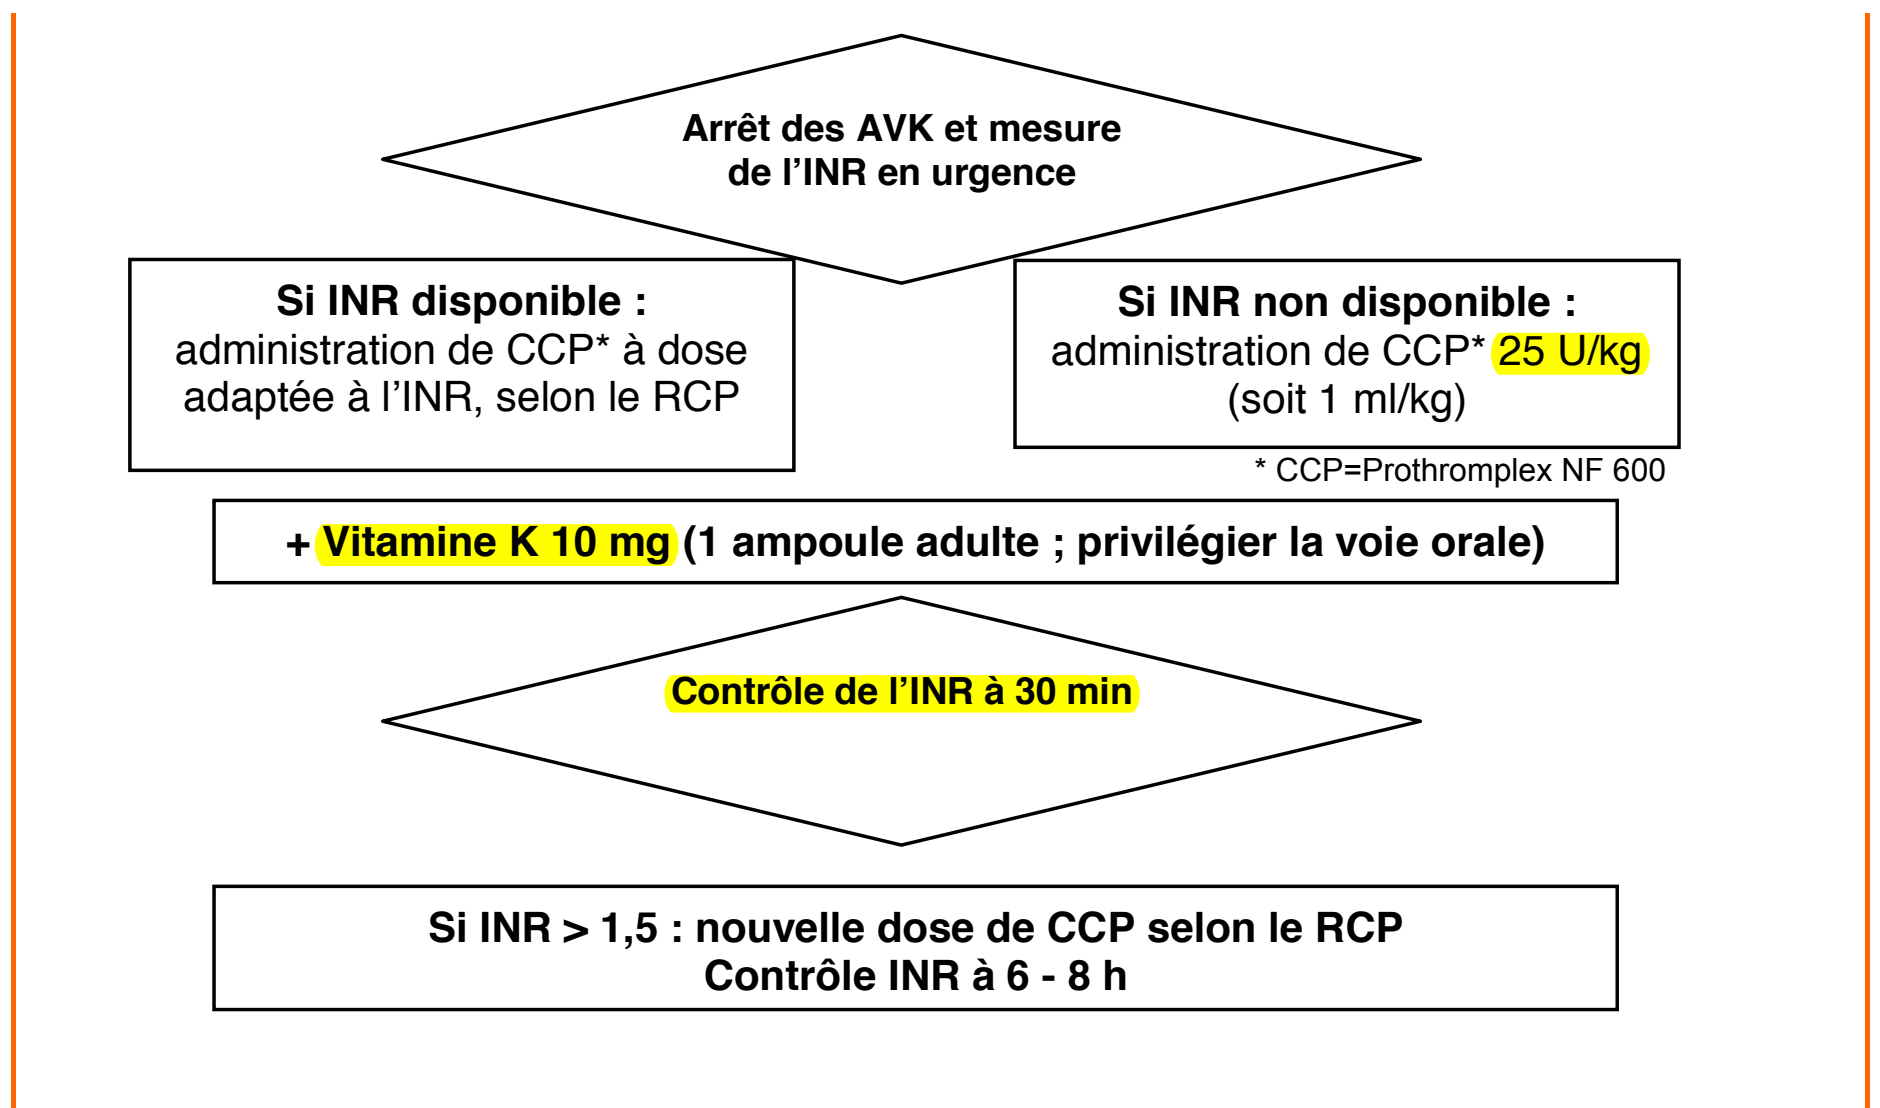 Arrêt des AVK et mesure
de l’INR en urgence
Si INR disponible :
administration de CCP* à dose
adaptée à l’INR, selon le RCP
Si INR non disponible :
administration de CCP* 25 U/kg
(soit 1 ml/kg)
* CCP=Prothromplex NF 600
+ Vitamine K 10 mg (1 ampoule adulte ; privilégier la voie orale)
Contrôle de l’INR à 30 min
Si INR > 1,5 : nouvelle dose de CCP selon le RCP
Contrôle INR à 6 - 8 h